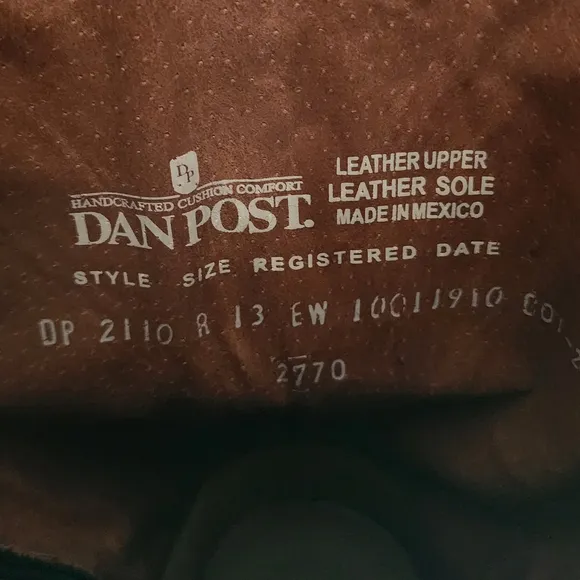 DP
HANDCRAFTED CUSHION COMFORT
DAN POST.
LEATHER UPPER
LEATHER SOLE
MADE IN MEXICO
STYLE SIZE REGISTERED DATE
DP 2110 R 13 EW 10011910
2770